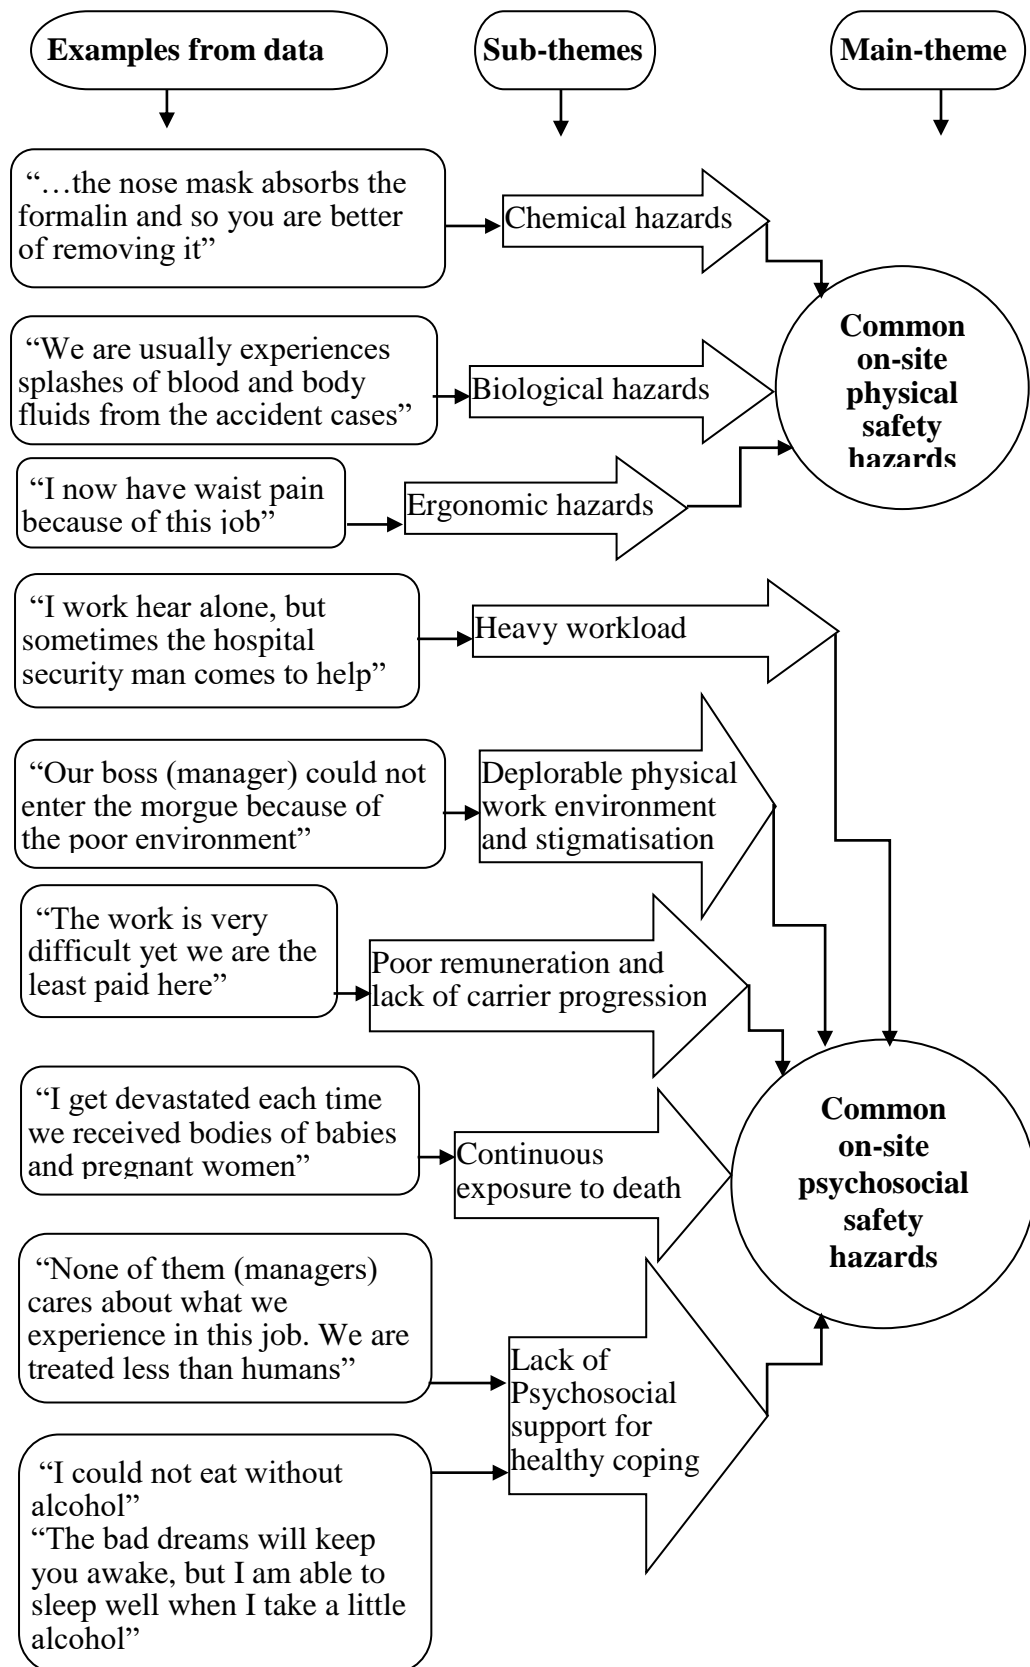 Examples from data
Sub-themes
Main-theme
“…the nose mask absorbs the
formalin and so you are better
of removing it”
Chemical hazards
“We are usually experiences
splashes of blood and body
fluids from the accident cases”
Biological hazards
“I now have waist pain
because of this job”
Ergonomic hazards
Common
on-site
physical
safety
hazards
“I work hear alone, but
sometimes the hospital
security man comes to help”
Heavy workload
“Our boss (manager) could not
enter the morgue because of
the poor environment”
Deplorable physical
work environment
and stigmatisation
“The work is very
difficult yet we are the
least paid here”
Poor remuneration and
lack of carrier progression
“I get devastated each time
we received bodies of babies
and pregnant women”
Continuous
exposure to death
“None of them (managers)
cares about what we
experience in this job. We are
treated less than humans”
“I could not eat without
alcohol”
“The bad dreams will keep
you awake, but I am able to
sleep well when I take a little
alcohol”
Lack of
Psychosocial
support for
healthy coping
Common
on-site
psychosocial
safety
hazards